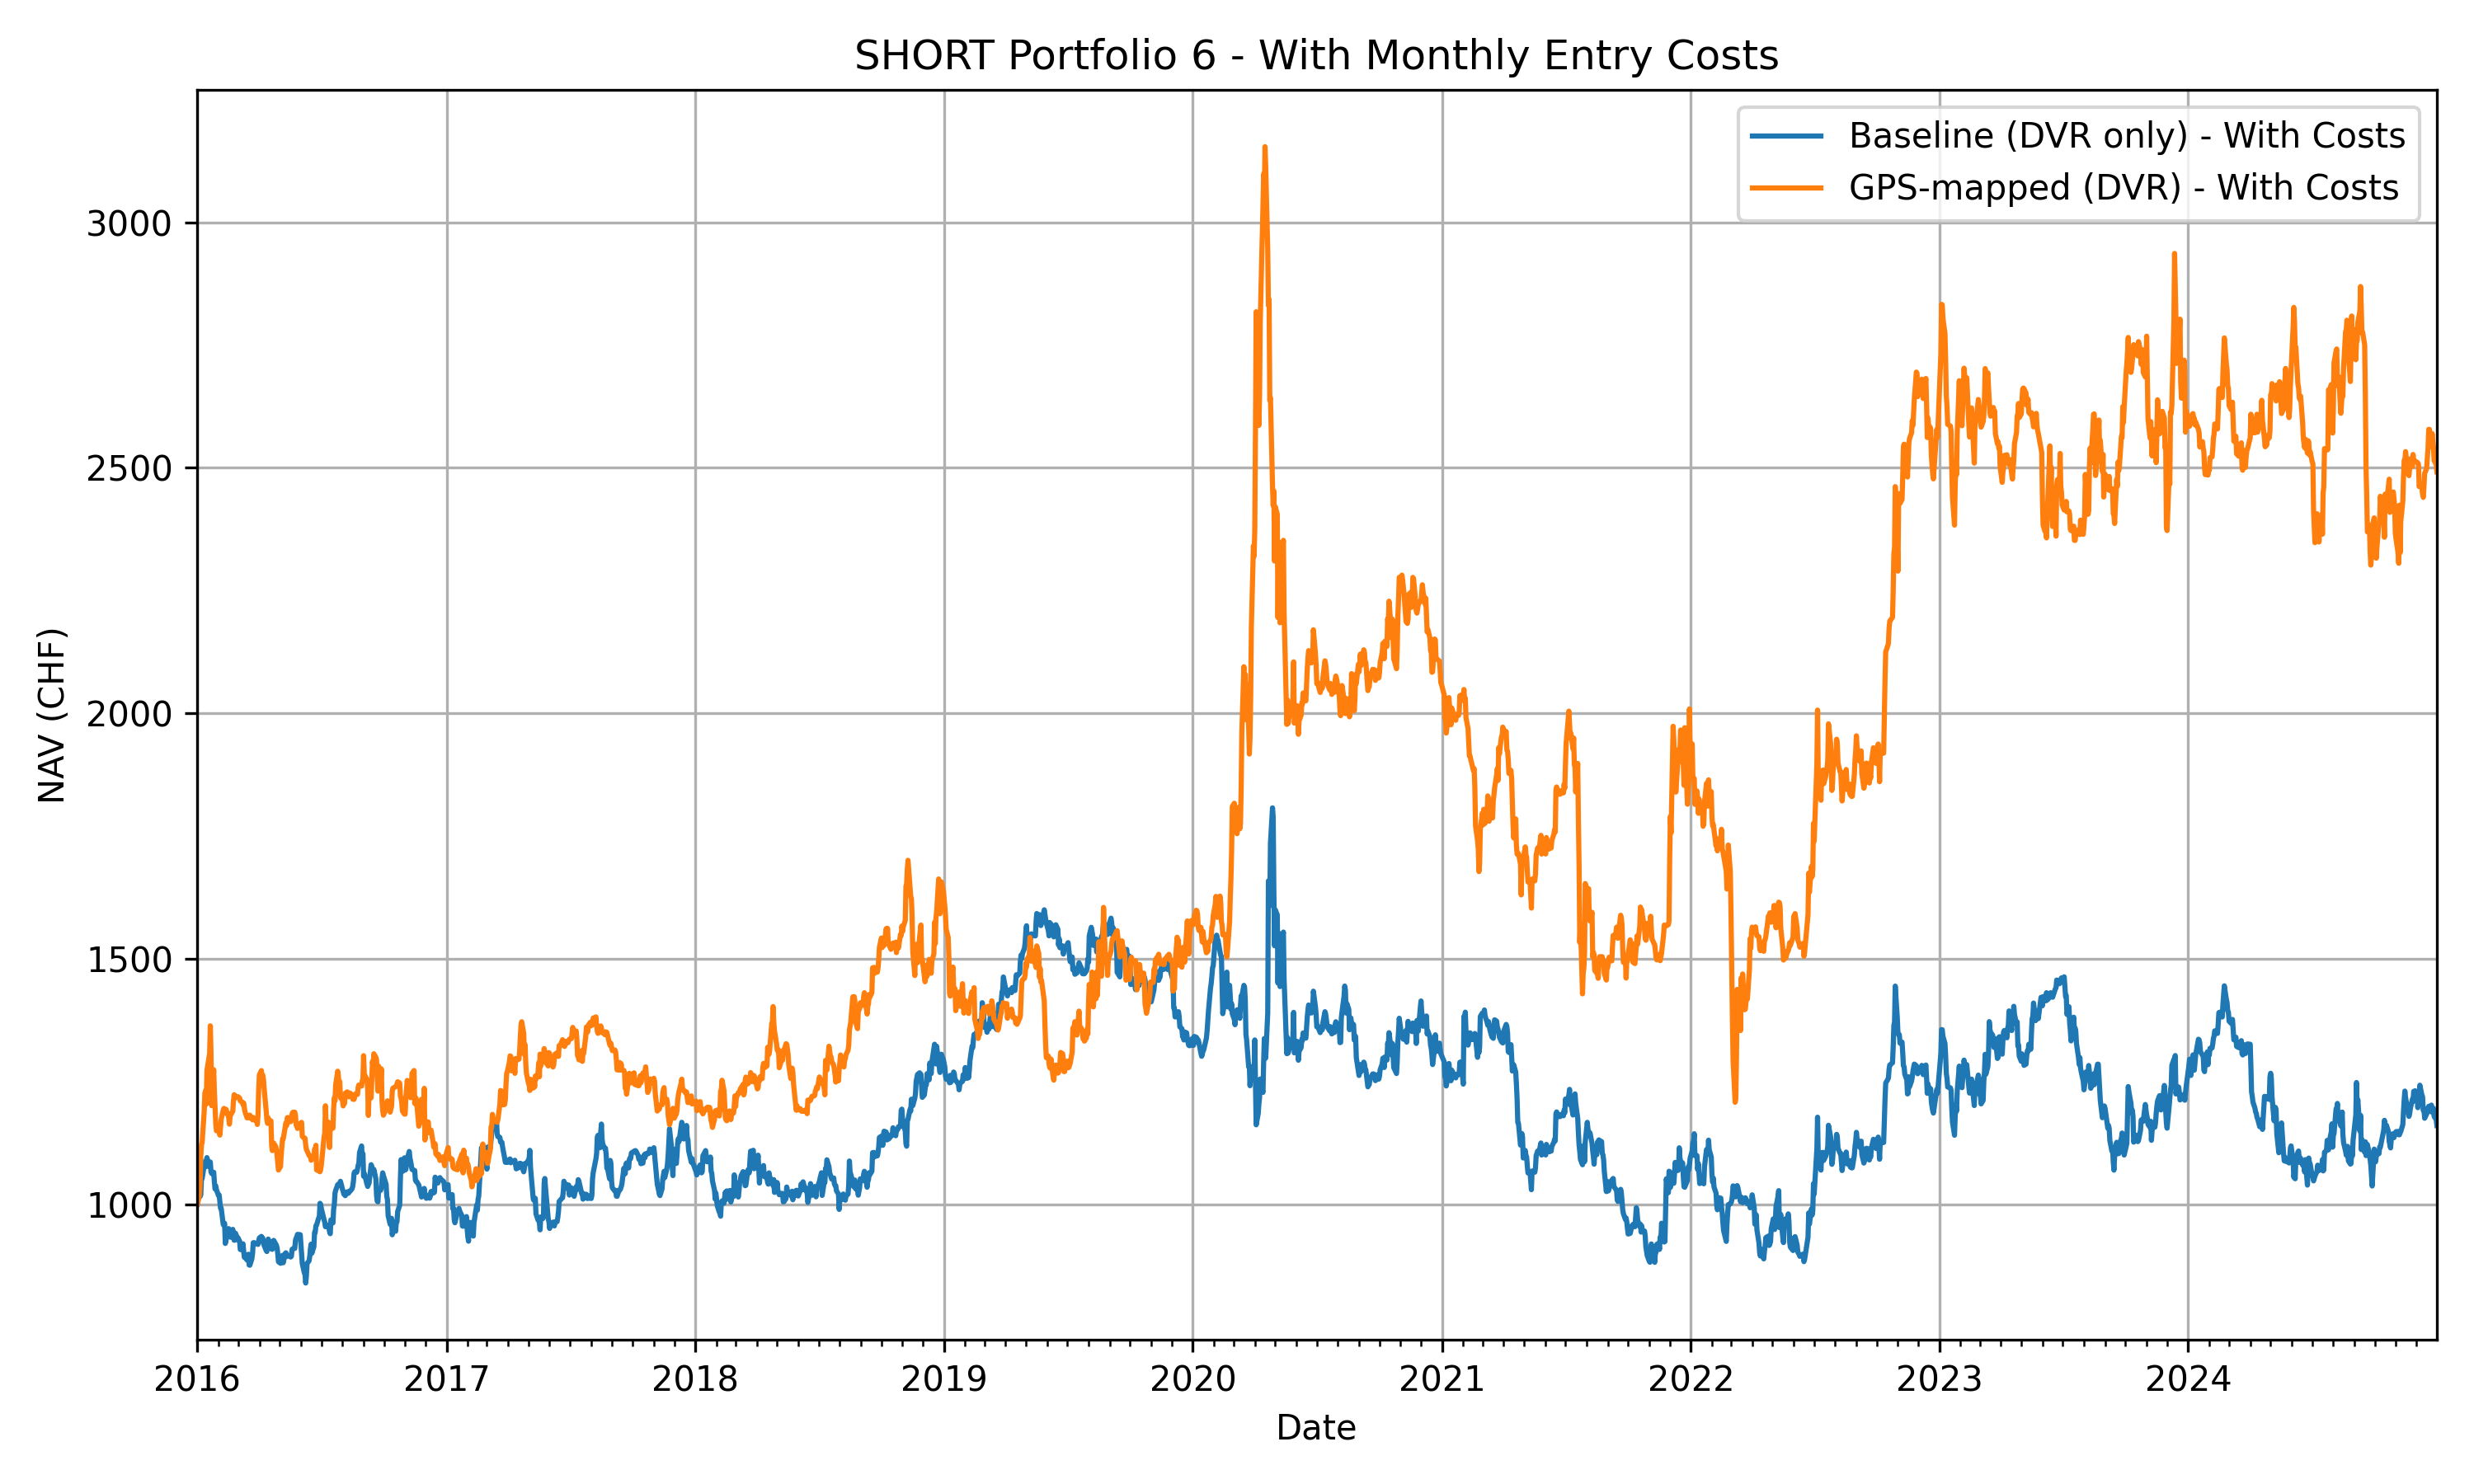 SHORT Portfolio 6 - With Monthly Entry Costs
Baseline (DVR only) - With Costs
GPS-mapped (DVR) - With Costs
NAV (CHF)
3000
2500
2000
1500
1000
2016 2017 2018 2019 2020 2021 2022 2023 2024
Date